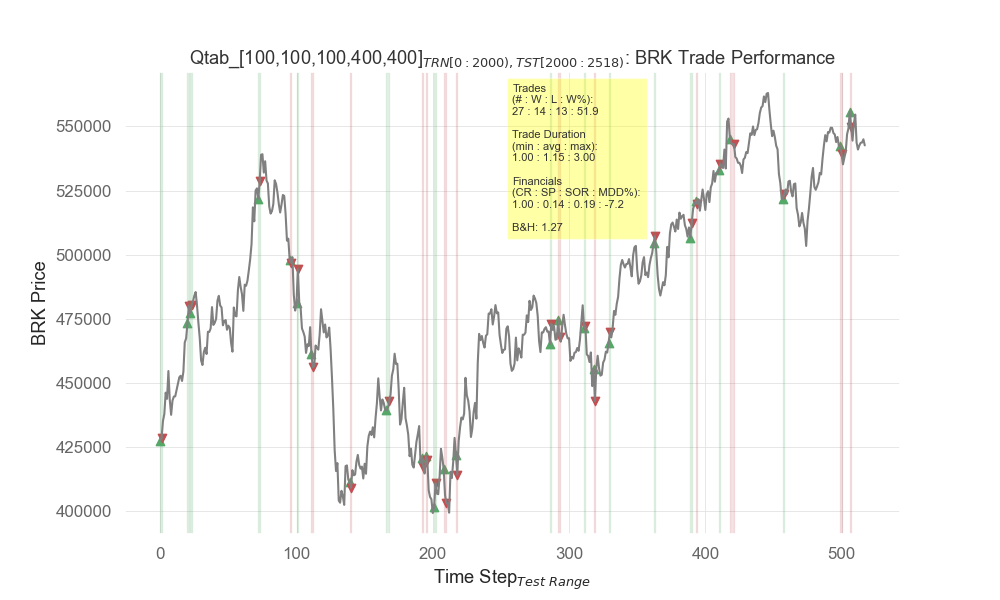 Qtab_[100,100,100,400,400]TRN[0:2000),TST[2000:2518): BRK Trade Performance
Trades
(# : W : L : W%):
27 : 14 : 13 : 51.9
Trade Duration
(min : avg : max):
1.00 : 1.15 : 3.00
Financials
(CR : SP : SOR : MDD%):
1.00 : 0.14 : 0.19 : -7.2
B&H: 1.27
BRK Price
550000
525000
500000
475000
450000
425000
400000
0 100 200 300 400 500
Time Step Test Range